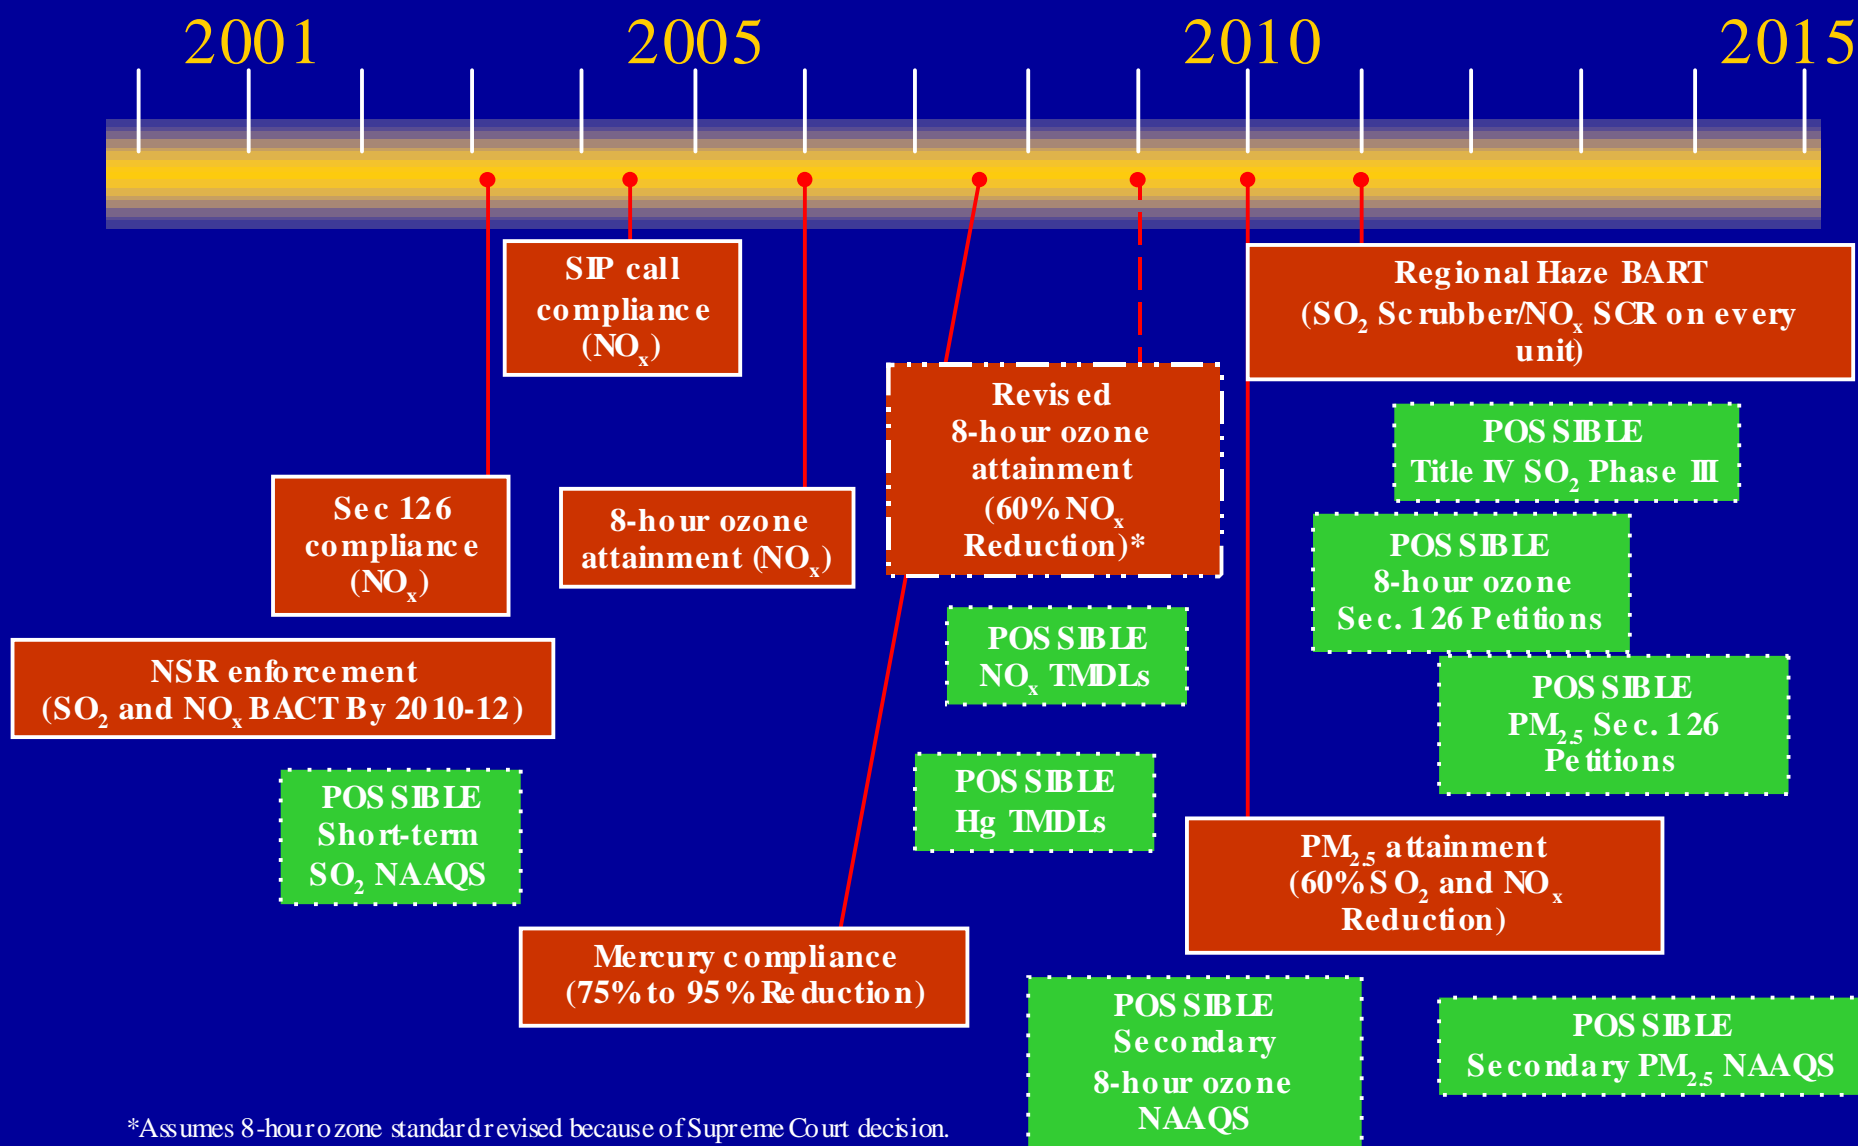 2001 2005 2010 2015
SIP call
compliance
(NOx)
Regional Haze BART
(SO2 Scrubber/NOx SCR on every
unit)
Revised
8-hour ozone
attainment
(60% NOx
Reduction)*
POSSIBLE
Title IV SO2 Phase III
Sec 126
compliance
(NOx)
8-hour ozone
attainment (NOx)
POSSIBLE
8-hour ozone
Sec. 126 Petitions
POSSIBLE
NOx TMDLs
NSR enforcement
(SO2 and NOx BACT By 2010-12)
POSSIBLE
PM2.5 Sec. 126
Petitions
POSSIBLE
Short-term
SO2 NAAQS
POSSIBLE
Hg TMDLs
PM2.5 attainment
(60% SO2 and NOx
Reduction)
Mercury compliance
(75% to 95% Reduction)
POSSIBLE
Secondary
8-hour ozone
NAAQS
POSSIBLE
Secondary PM2.5 NAAQS
*Assumes 8-hour ozone standard revised because of Supreme Court decision.